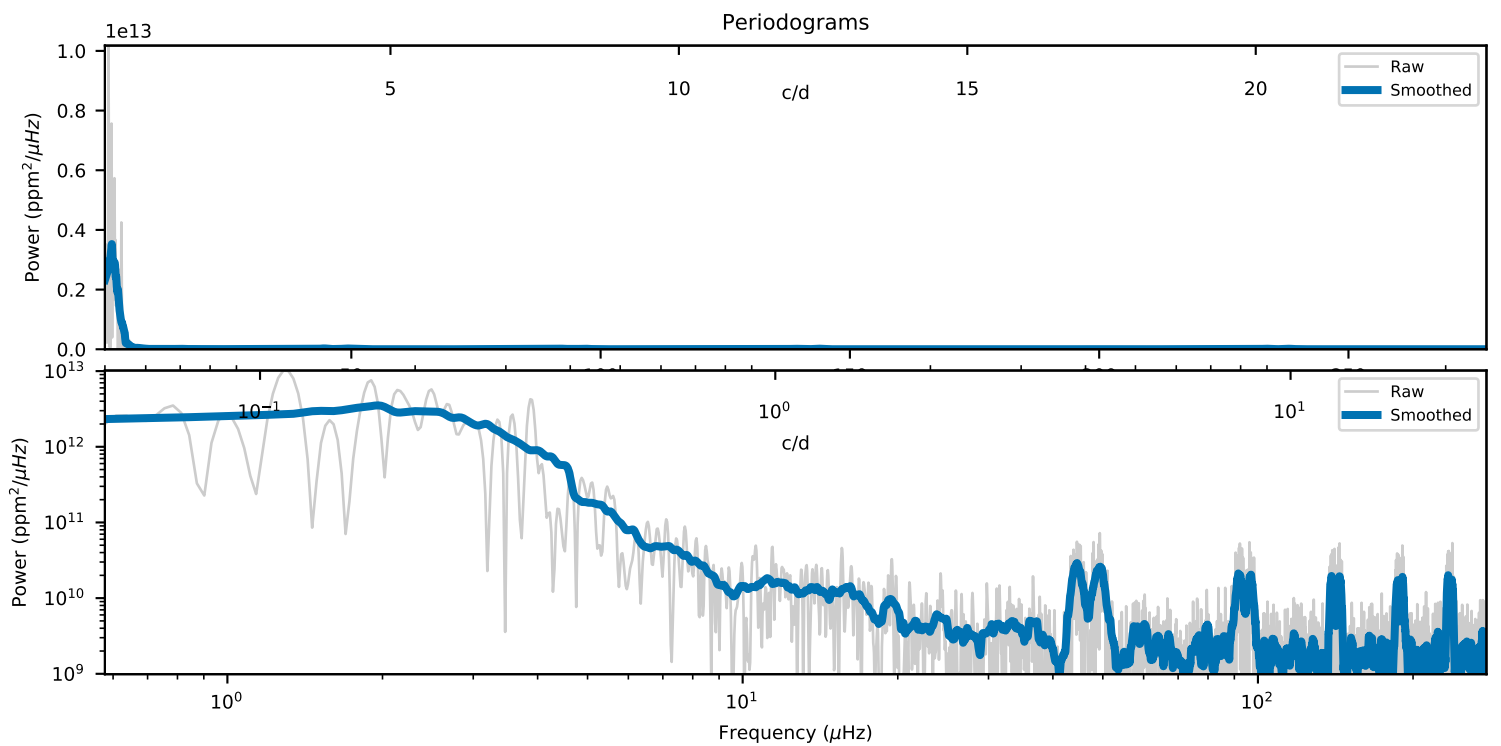 Periodograms
1e13
1.0
0.8
0.6
0.4
0.2
0.0
Power (ppm²/μHz)
5 10 15 20
c/d
Raw
Smoothed
10¹³
10¹²
10¹¹
10¹⁰
10⁹
Power (ppm²/μHz)
10⁻¹ 10⁰ 10¹
c/d
Raw
Smoothed
10⁰ 10¹ 10²
Frequency (μHz)